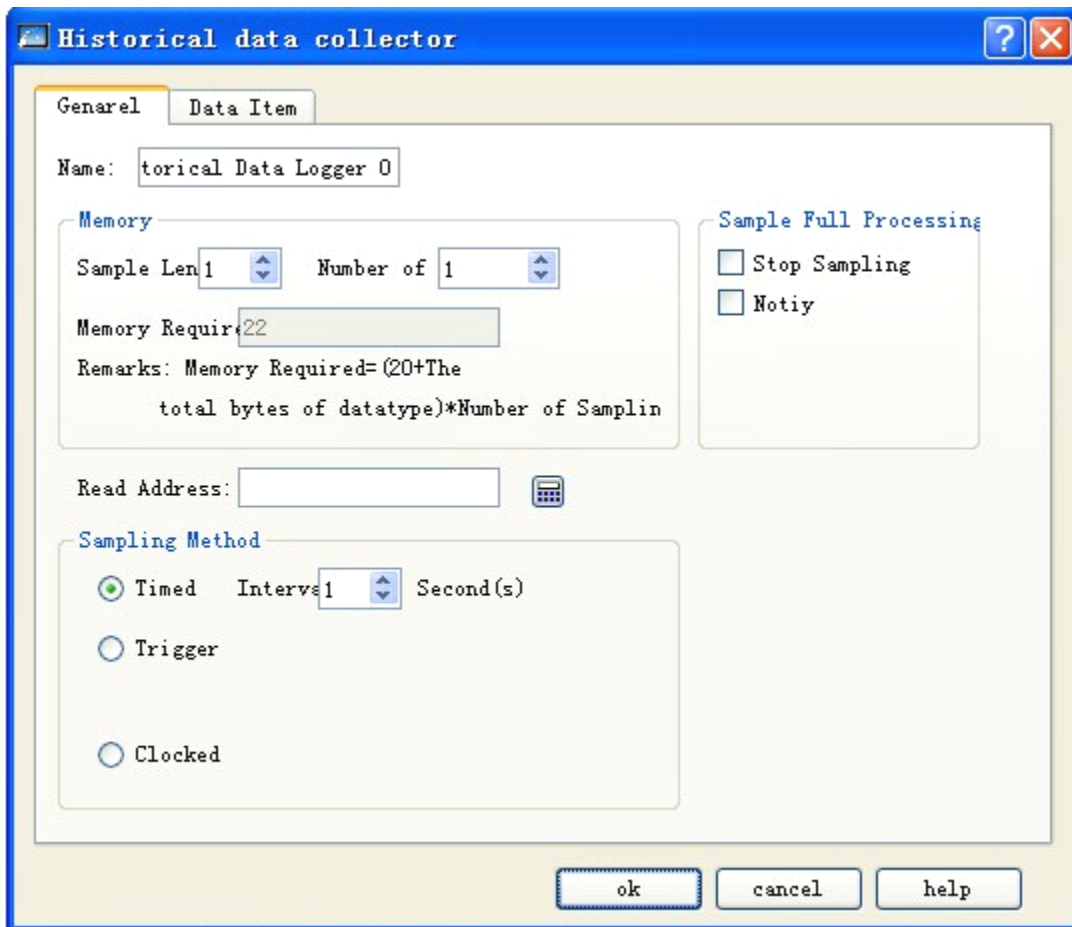 Historical data collector
Genarel Data Item
Name: torical Data Logger 0
Memory
Sample Len 1 Number of 1
Memory Require 22
Remarks: Memory Required=(20+The
total bytes of datatype)*Number of Samplin
Sample Full Processing
Stop Sampling
Notiy
Read Address:
Sampling Method
Timed Interva 1 Second(s)
Trigger
Clocked
ok cancel help